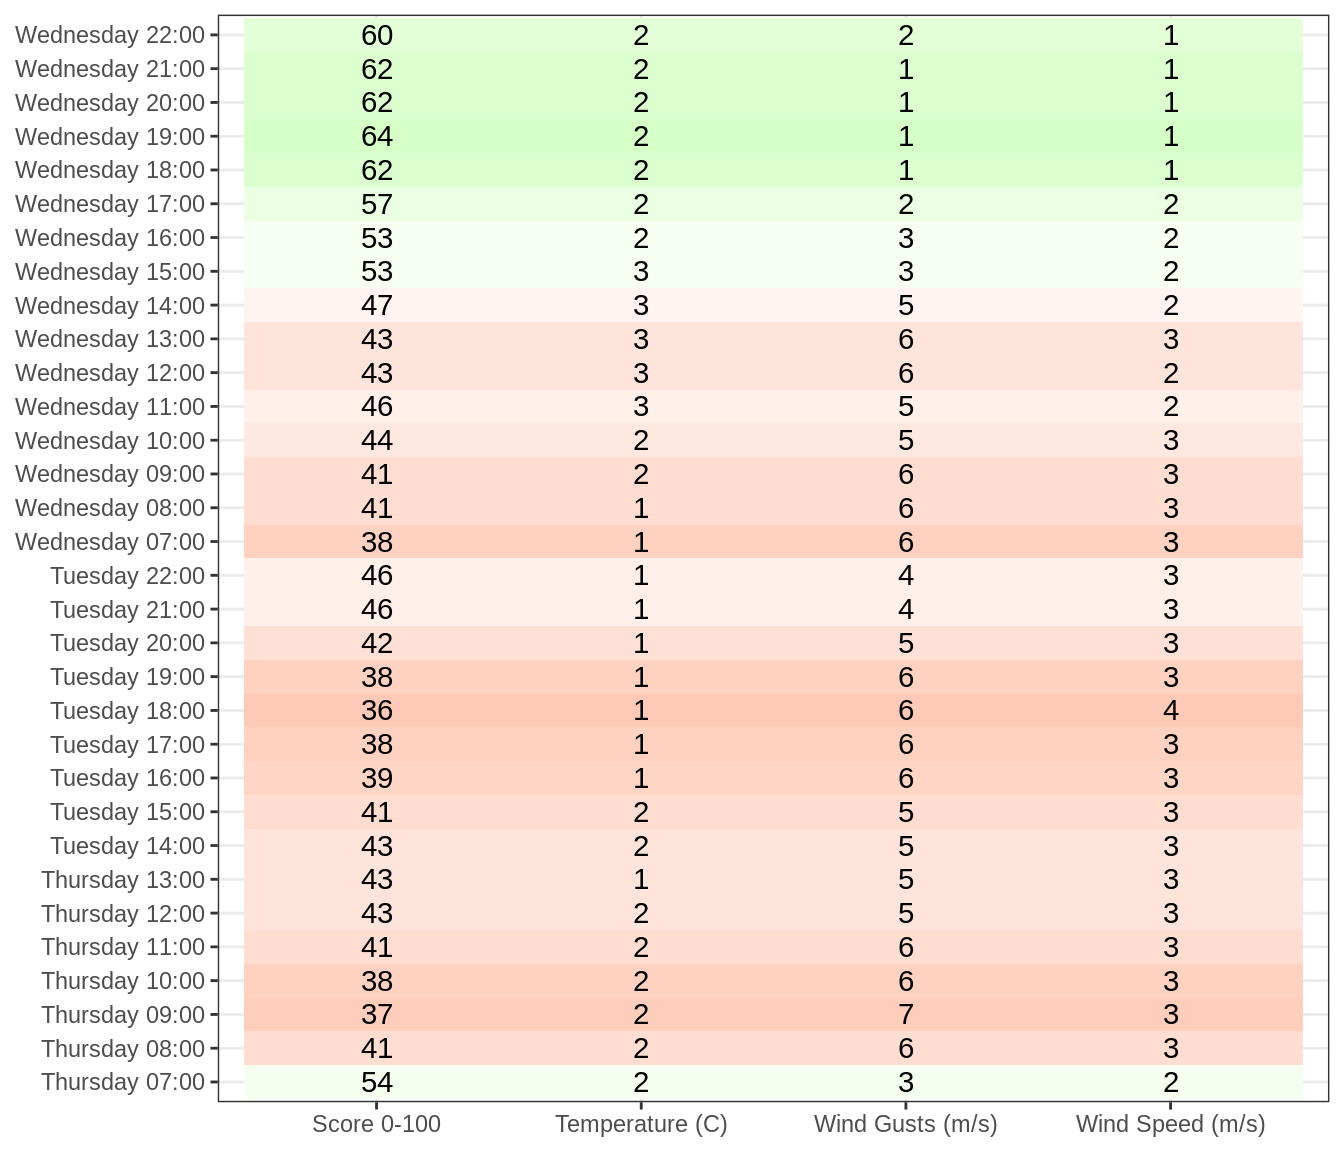 Wednesday 22:00 60 2 2 1
Wednesday 21:00 62 2 1 1
Wednesday 20:00 62 2 1 1
Wednesday 19:00 64 2 1 1
Wednesday 18:00 62 2 1 1
Wednesday 17:00 57 2 2 2
Wednesday 16:00 53 2 3 2
Wednesday 15:00 53 3 3 2
Wednesday 14:00 47 3 5 2
Wednesday 13:00 43 3 6 3
Wednesday 12:00 43 3 6 2
Wednesday 11:00 46 3 5 2
Wednesday 10:00 44 2 5 3
Wednesday 09:00 41 2 6 3
Wednesday 08:00 41 1 6 3
Wednesday 07:00 38 1 6 3
Tuesday 22:00 46 1 4 3
Tuesday 21:00 46 1 4 3
Tuesday 20:00 42 1 5 3
Tuesday 19:00 38 1 6 3
Tuesday 18:00 36 1 6 4
Tuesday 17:00 38 1 6 3
Tuesday 16:00 39 1 6 3
Tuesday 15:00 41 2 5 3
Tuesday 14:00 43 2 5 3
Thursday 13:00 43 1 5 3
Thursday 12:00 43 2 5 3
Thursday 11:00 41 2 6 3
Thursday 10:00 38 2 6 3
Thursday 09:00 37 2 7 3
Thursday 08:00 41 2 6 3
Thursday 07:00 54 2 3 2
Score 0-100 Temperature (C) Wind Gusts (m/s) Wind Speed (m/s)